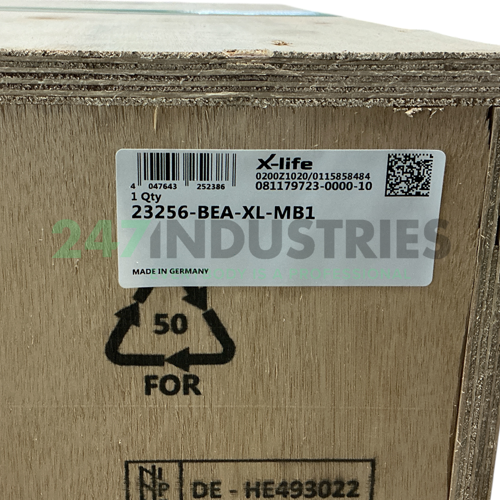 X-life
0200Z1020/0115858484
081179723-0000-10
4 047643 252386
1 Qty
23256-BEA-XL-MB1
247INDUSTRIES
MADE IN GERMANY
50
FOR
DE - HE493022